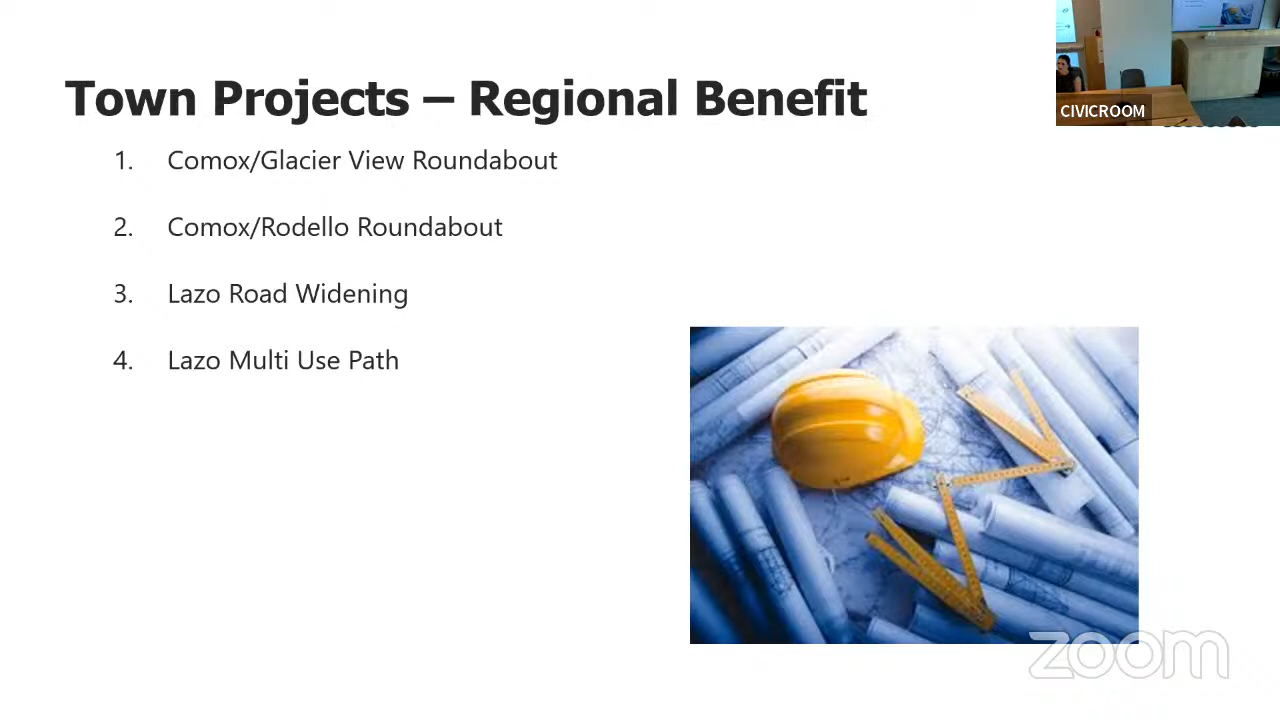 Town Projects – Regional Benefit
CIVICROOM
1. Comox/Glacier View Roundabout
2. Comox/Rodello Roundabout
3. Lazo Road Widening
4. Lazo Multi Use Path
zoom